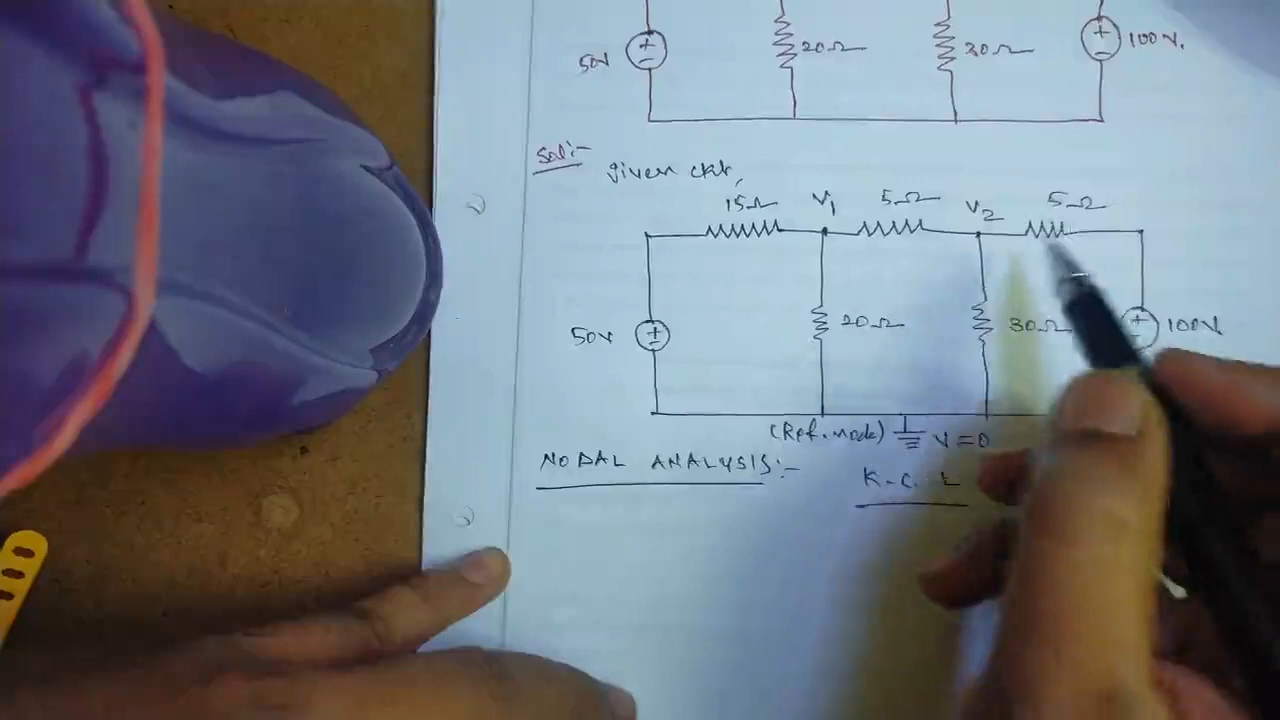 50V 20Ω 30Ω 100V.
Sol:-
given ckt,
15Ω V1 5Ω V2 5Ω
50V 20Ω 30Ω 100V
(Ref. node) V=0
NODAL ANALYSIS:- K.C.L